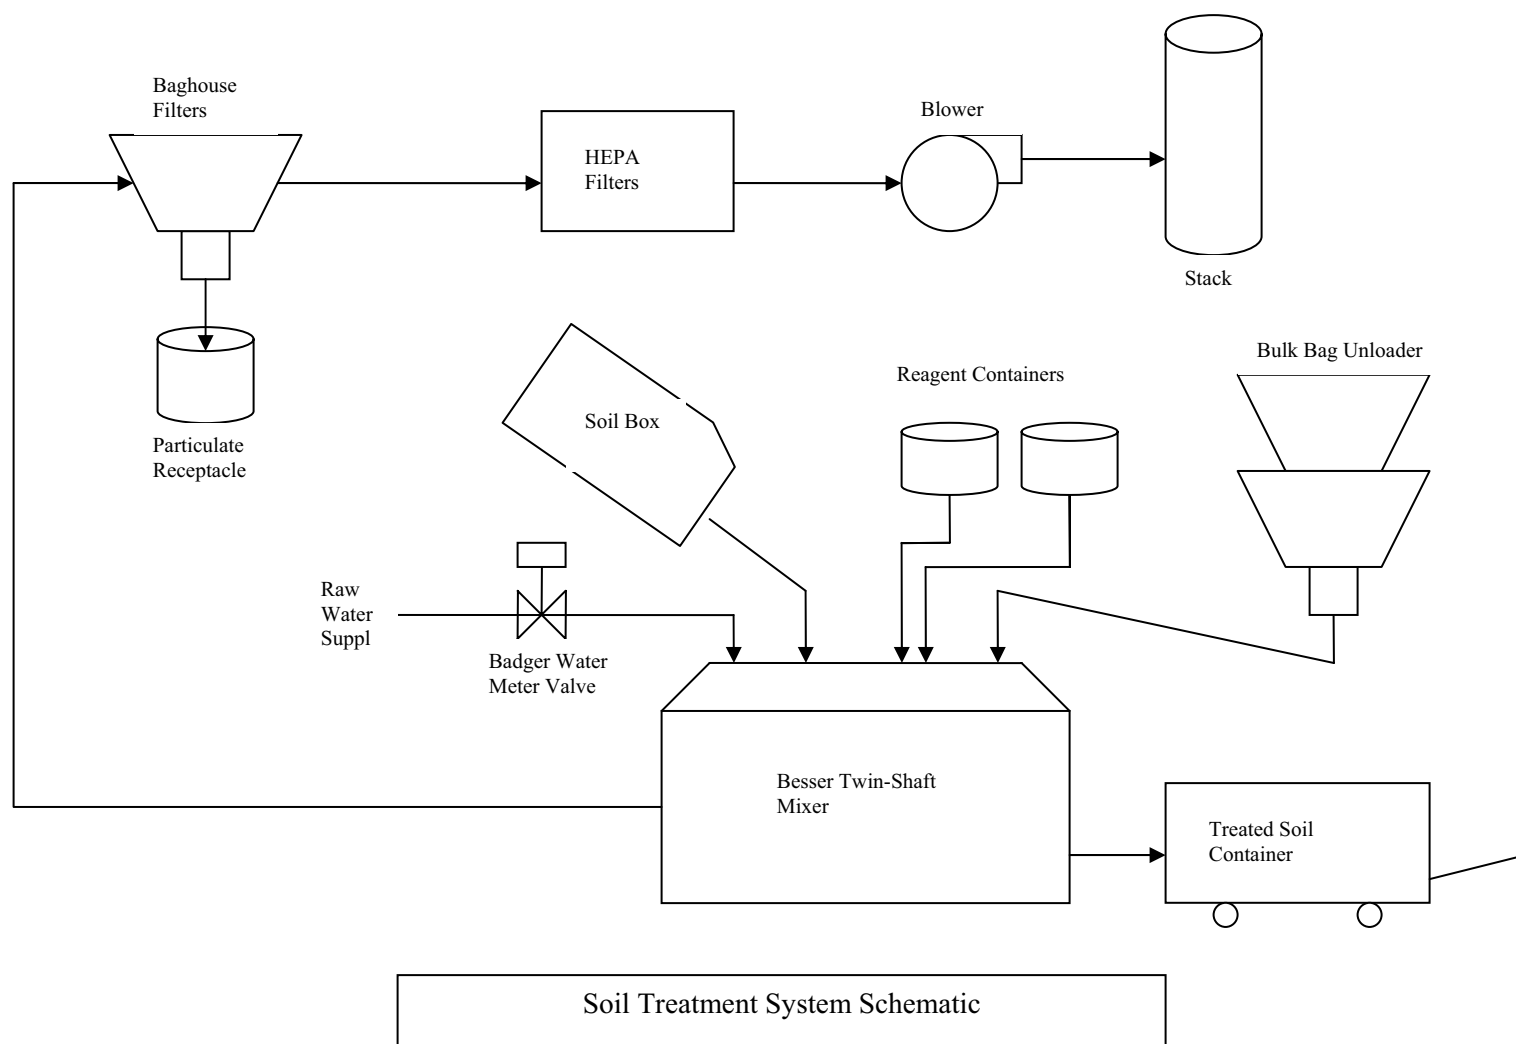 Baghouse
Filters
Blower
HEPA
Filters
Stack
Bulk Bag Unloader
Reagent Containers
Soil Box
Particulate
Receptacle
Raw
Water
Suppl
Badger Water
Meter Valve
Besser Twin-Shaft
Mixer
Treated Soil
Container
Soil Treatment System Schematic